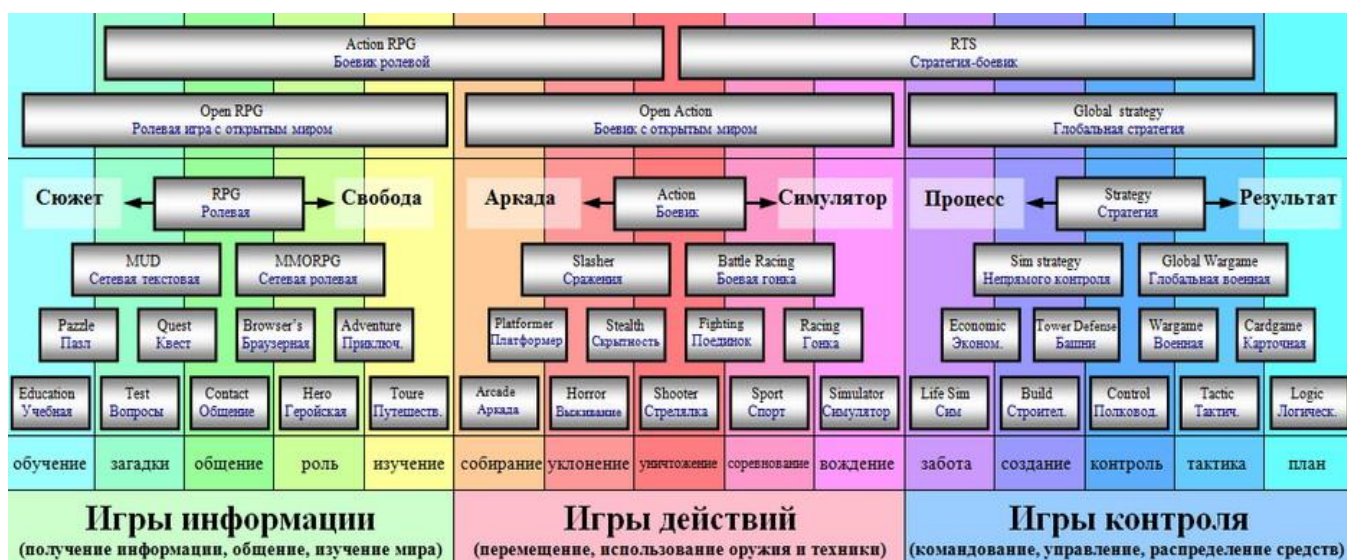 Action RPG
Боевик ролевой
RTS
Стратегия-боевик
Open RPG
Ролевая игра с открытым миром
Open Action
Боевик с открытым миром
Global strategy
Глобальная стратегия
Сюжет
RPG
Ролевая
Свобода
Аркада
Action
Боевик
Симулятор
Процесс
Strategy
Стратегия
Результат
MUD
Сетевая текстовая
MMORPG
Сетевая ролевая
Slasher
Сражения
Battle Racing
Боевая гонка
Sim strategy
Непрямого контроля
Global Wargame
Глобальная военная
Pazzle
Пазл
Quest
Квест
Browser's
Браузерная
Adventure
Приключ.
Platformer
Платформер
Stealth
Скрытность
Fighting
Поединок
Racing
Гонка
Economic
Эконом.
Tower Defense
Башни
Wargame
Военная
Cardgame
Карточная
Education
Учебная
Test
Вопросы
Contact
Общение
Hero
Геройская
Toure
Путешеств.
Arcade
Аркада
Horror
Выживание
Shooter
Стрелялка
Sport
Спорт
Simulator
Симулятор
Life Sim
Сим
Build
Строител.
Control
Полковод.
Tactic
Тактич.
Logic
Логическ.
обучение загадки общение роль изучение собирание уклонение уничтожение соревнование вождение забота создание контроль тактика план
Игры информации
(получение информации, общение, изучение мира)
Игры действий
(перемещение, использование оружия и техники)
Игры контроля
(командование, управление, распределение средств)